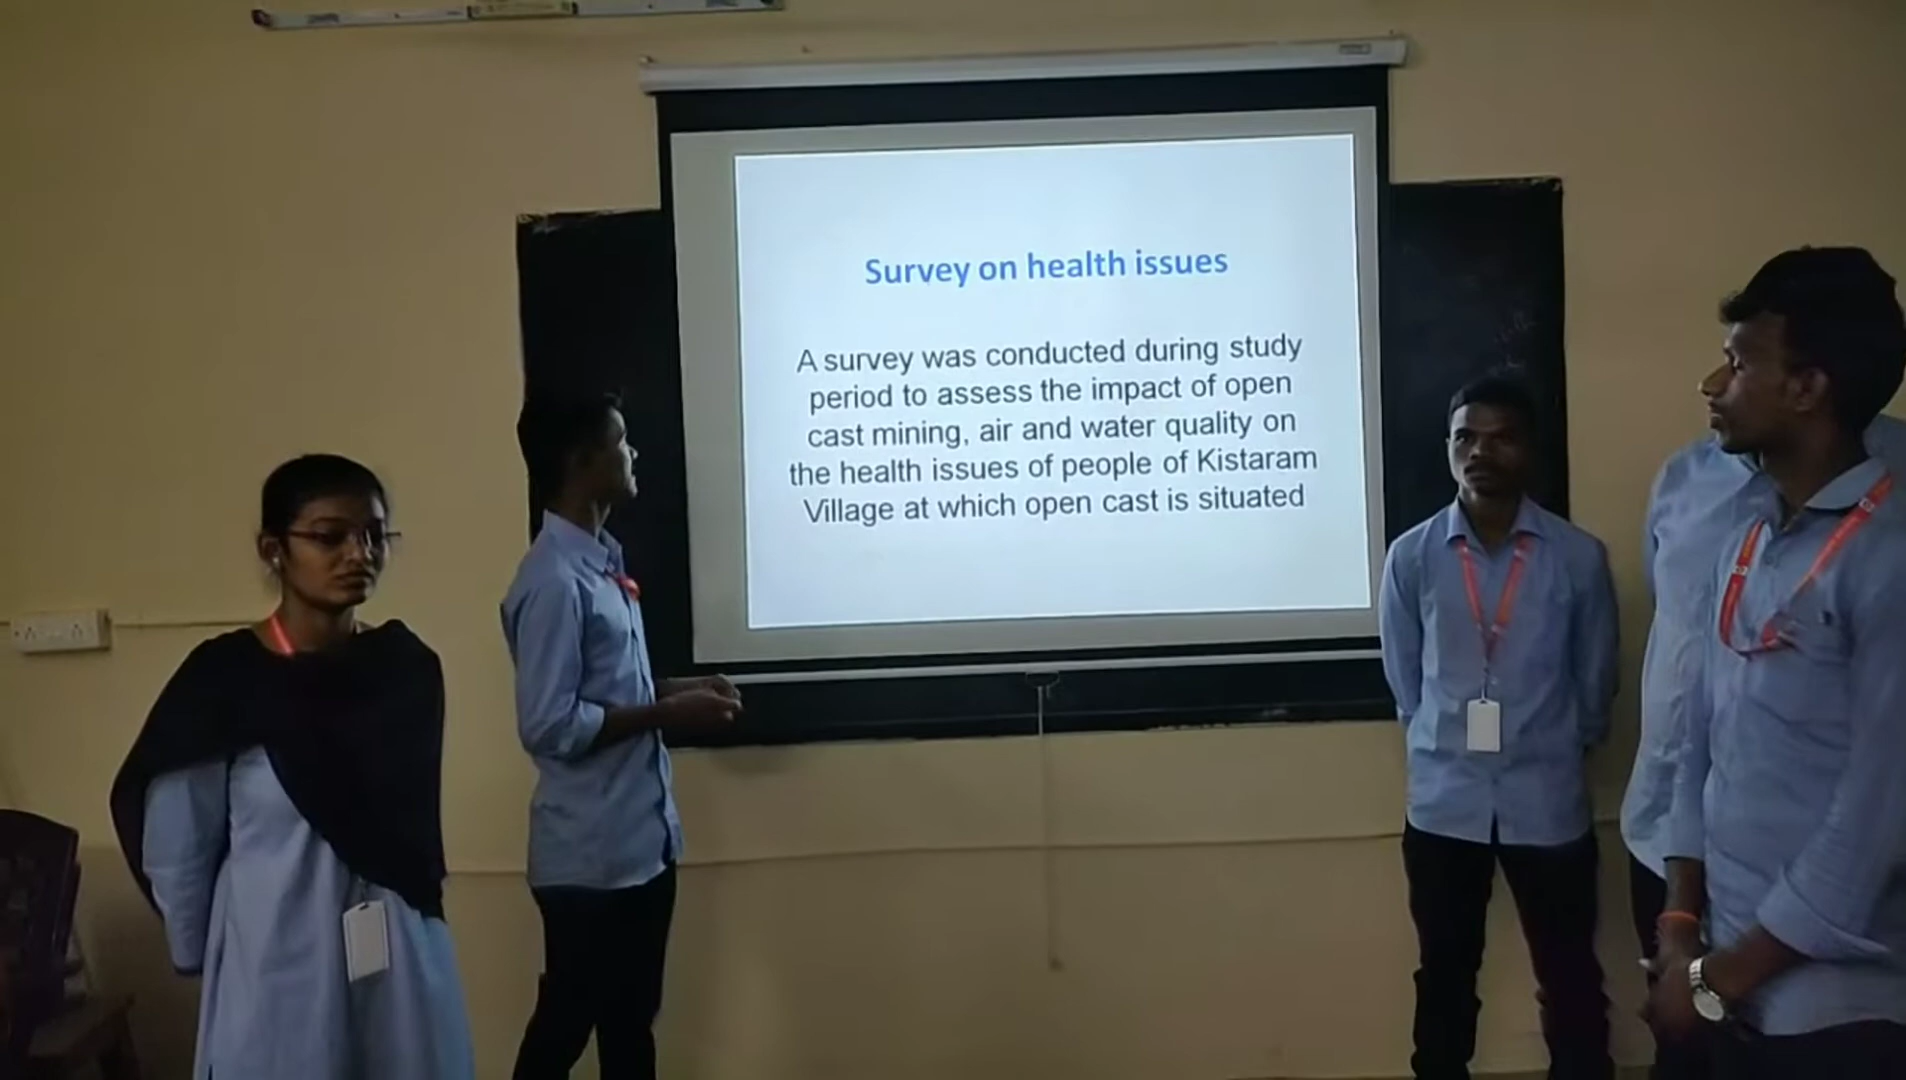 Survey on health issues
A survey was conducted during study
period to assess the impact of open
cast mining, air and water quality on
the health issues of people of Kistaram
Village at which open cast is situated